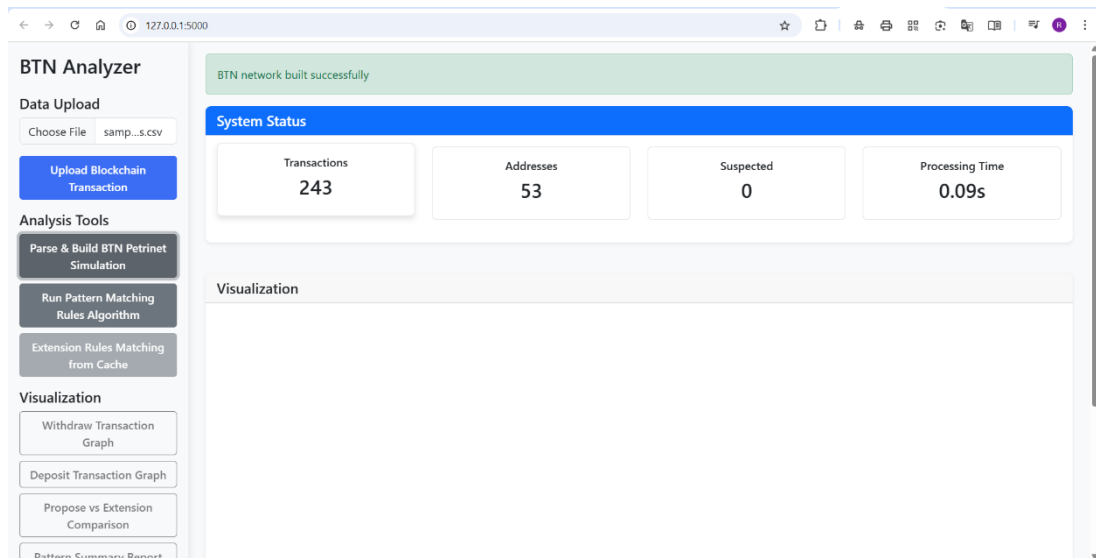 127.0.0.1:5000
R
BTN Analyzer
Data Upload
Choose File samp...s.csv
Upload Blockchain
Transaction
Analysis Tools
Parse & Build BTN Petrinet
Simulation
Run Pattern Matching
Rules Algorithm
Extension Rules Matching
from Cache
Visualization
Withdraw Transaction
Graph
Deposit Transaction Graph
Propose vs Extension
Comparison
Pattern Summary Report
BTN network built successfully
System Status
Transactions
243
Addresses
53
Suspected
0
Processing Time
0.09s
Visualization